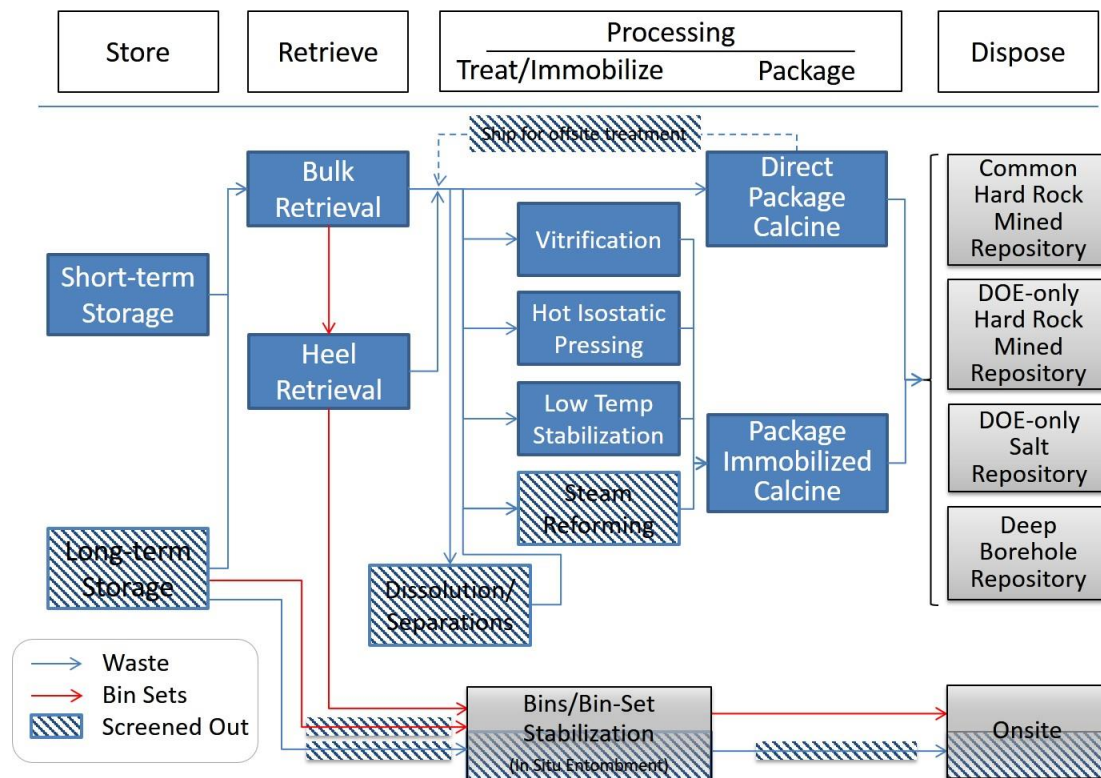 Store
Retrieve
Processing
Treat/Immobilize
Package
Dispose
Ship for offsite treatment
Bulk
Retrieval
Direct
Package
Calcine
Common
Hard Rock
Mined
Repository
Vitrification
Short-term
Storage
Hot Isostatic
Pressing
DOE-only
Hard Rock
Mined
Repository
Heel
Retrieval
Low Temp
Stabilization
Package
Immobilized
Calcine
DOE-only
Salt
Repository
Steam
Reforming
Long-term
Storage
Deep
Borehole
Repository
Dissolution/
Separations
Waste
Bin Sets
Screened Out
Bins/Bin-Set
Stabilization
(In Situ Entombment)
Onsite